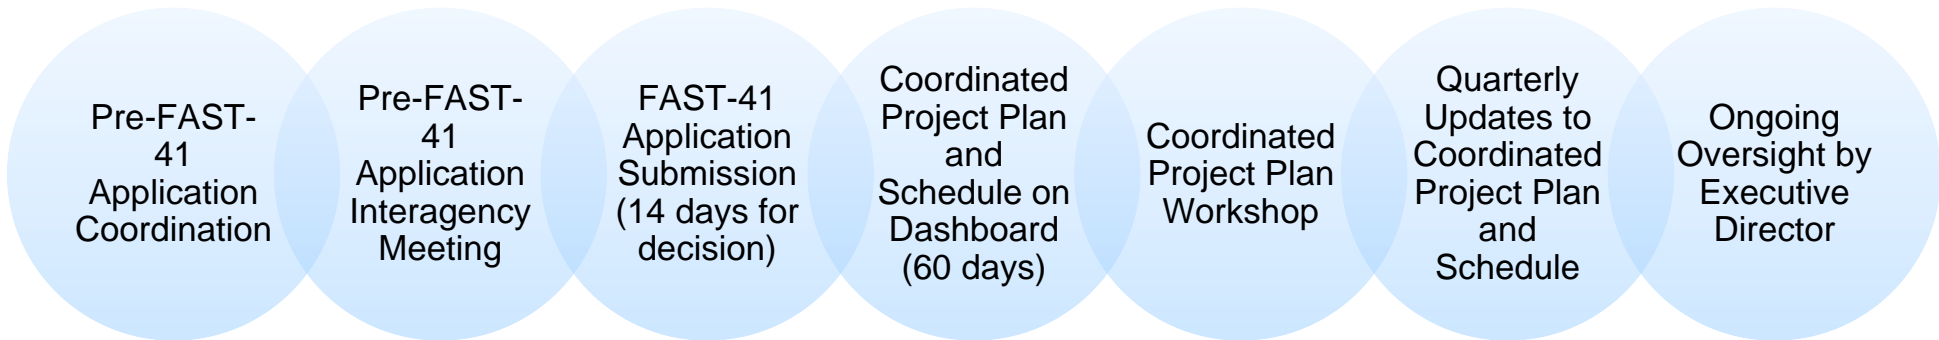 Pre-FAST-
41
Application
Coordination
Pre-FAST-
41
Application
Interagency
Meeting
FAST-41
Application
Submission
(14 days for
decision)
Coordinated
Project Plan
and
Schedule on
Dashboard
(60 days)
Coordinated
Project Plan
Workshop
Quarterly
Updates to
Coordinated
Project Plan
and
Schedule
Ongoing
Oversight by
Executive
Director